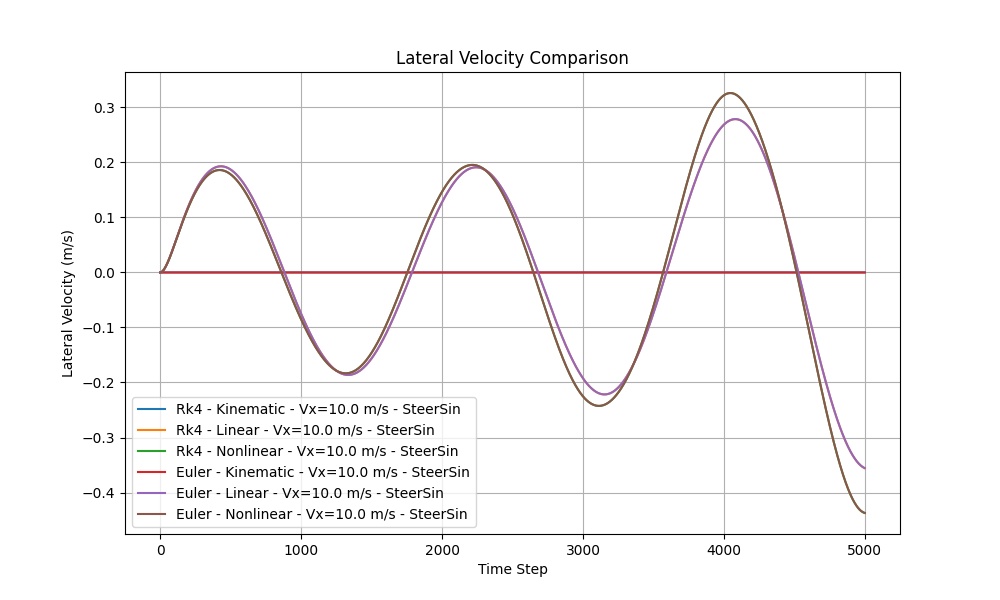 Lateral Velocity Comparison
Lateral Velocity (m/s)
0.3
0.2
0.1
0.0
−0.1
−0.2
−0.3
−0.4
Rk4 - Kinematic - Vx=10.0 m/s - SteerSin
Rk4 - Linear - Vx=10.0 m/s - SteerSin
Rk4 - Nonlinear - Vx=10.0 m/s - SteerSin
Euler - Kinematic - Vx=10.0 m/s - SteerSin
Euler - Linear - Vx=10.0 m/s - SteerSin
Euler - Nonlinear - Vx=10.0 m/s - SteerSin
0 1000 2000 3000 4000 5000
Time Step